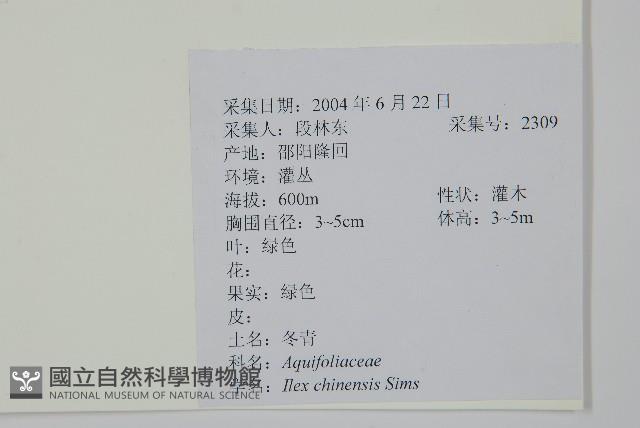 采集日期：2004 年 6 月 22 日
采集人：段林东 采集号：2309
产地：邵阳隆回
环境：灌丛
海拔：600m 性状：灌木
胸围直径：3~5cm 体高：3~5m
叶：绿色
花：
果实：绿色
皮：
土名：冬青
科名：Aquifoliaceae
学名：Ilex chinensis Sims
國立自然科學博物館
NATIONAL MUSEUM OF NATURAL SCIENCE